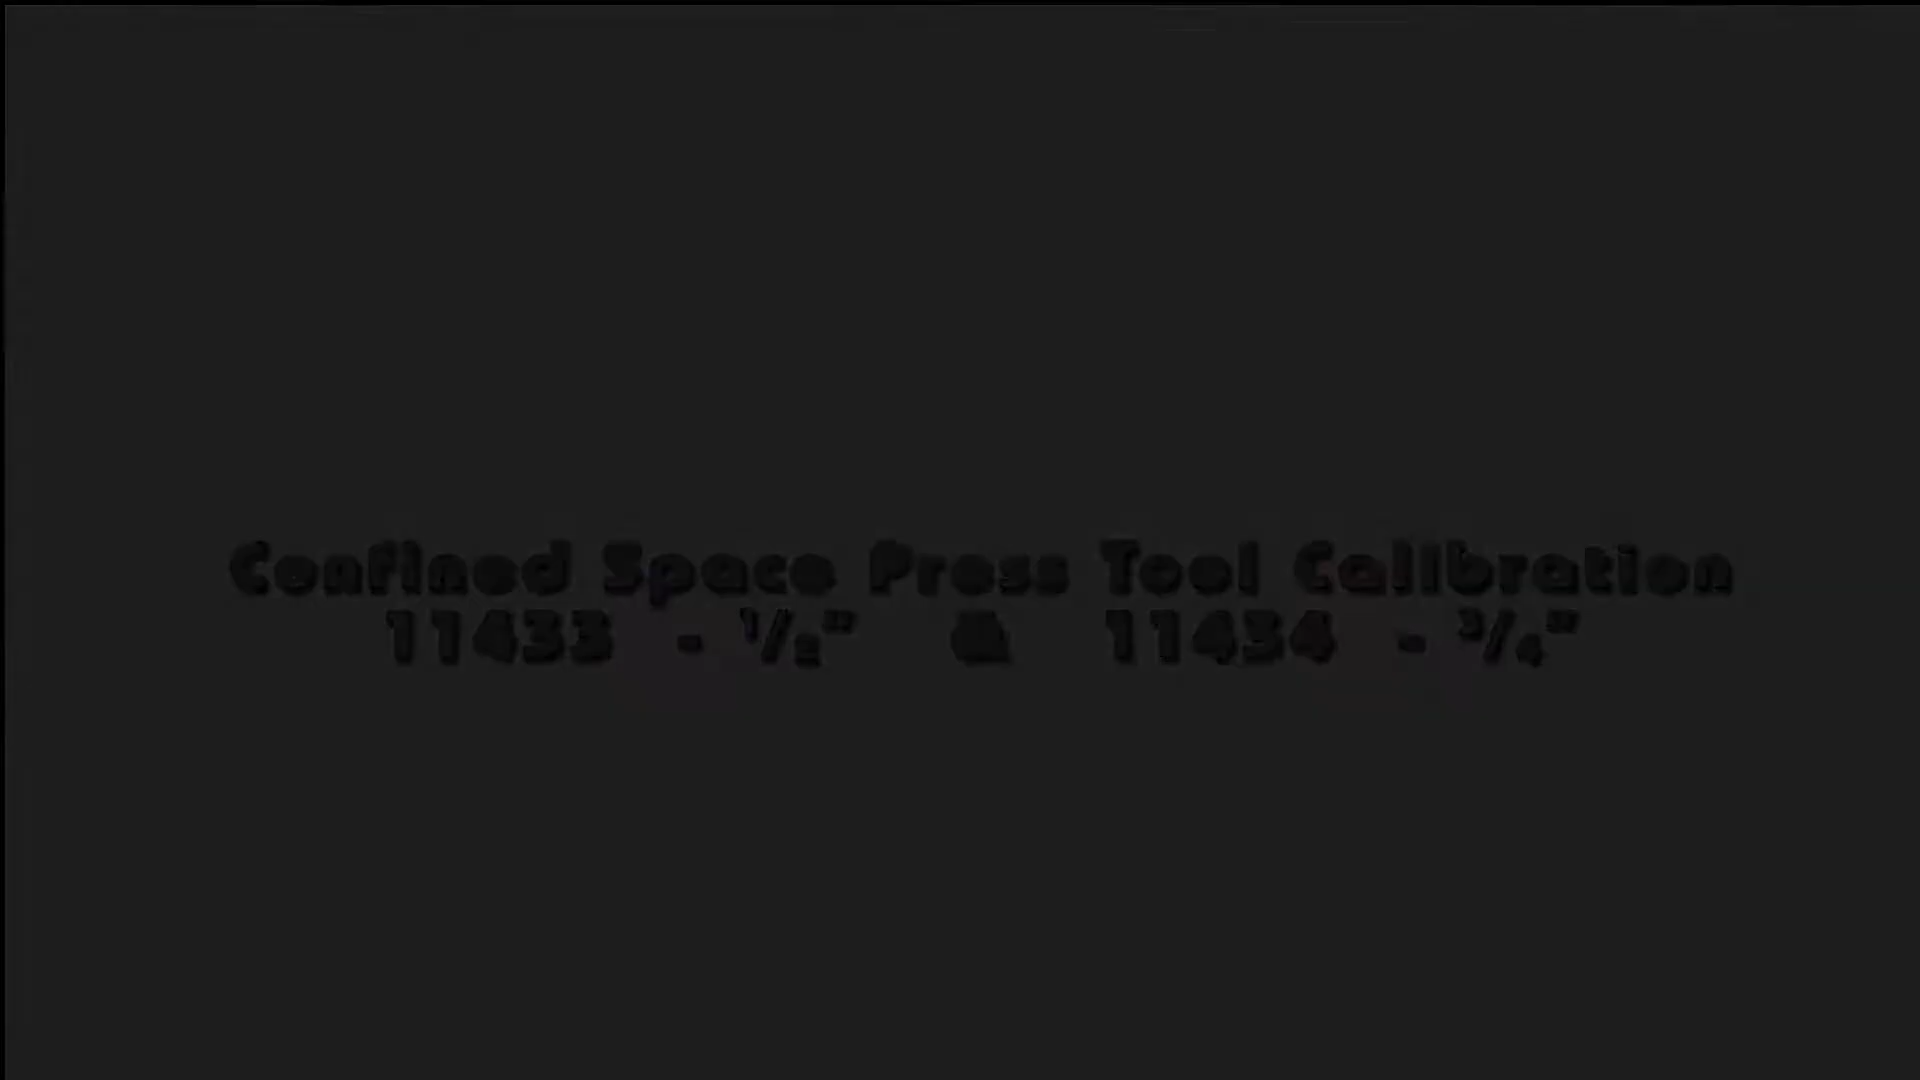 Confined Space Press Tool Calibration
11433 - ½" & 11434 - ¾"